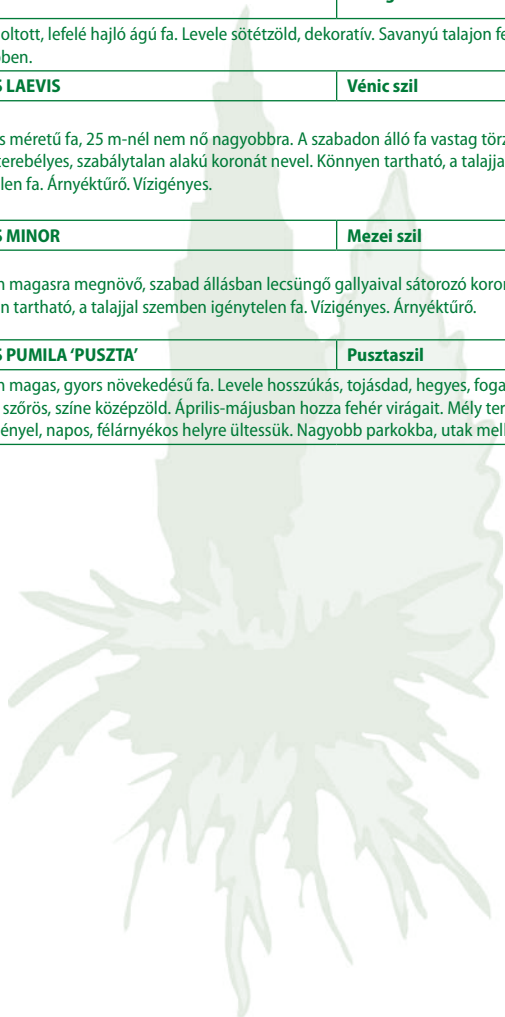 oltott, lefelé hajló ágú fa. Levele sötétzöld, dekoratív. Savanyú talajon fe
ben.
S LAEVIS Vénic szil
s méretű fa, 25 m-nél nem nő nagyobbra. A szabadon álló fa vastag törz
terebélyes, szabálytalan alakú koronát nevel. Könnyen tartható, a talajja
len fa. Árnyéktűrő. Vízigényes.
S MINOR Mezei szil
n magasra megnövő, szabad állásban lecsüngő gallyaival sátorozó koron
n tartható, a talajjal szemben igénytelen fa. Vízigényes. Árnyéktűrő.
S PUMILA ‘PUSZTA’ Pusztaszil
n magas, gyors növekedésű fa. Levele hosszúkás, tojásdad, hegyes, foga
szőrös, színe középzöld. Április-májusban hozza fehér virágait. Mély ter
ényel, napos, félárnyékos helyre ültessük. Nagyobb parkokba, utak mell